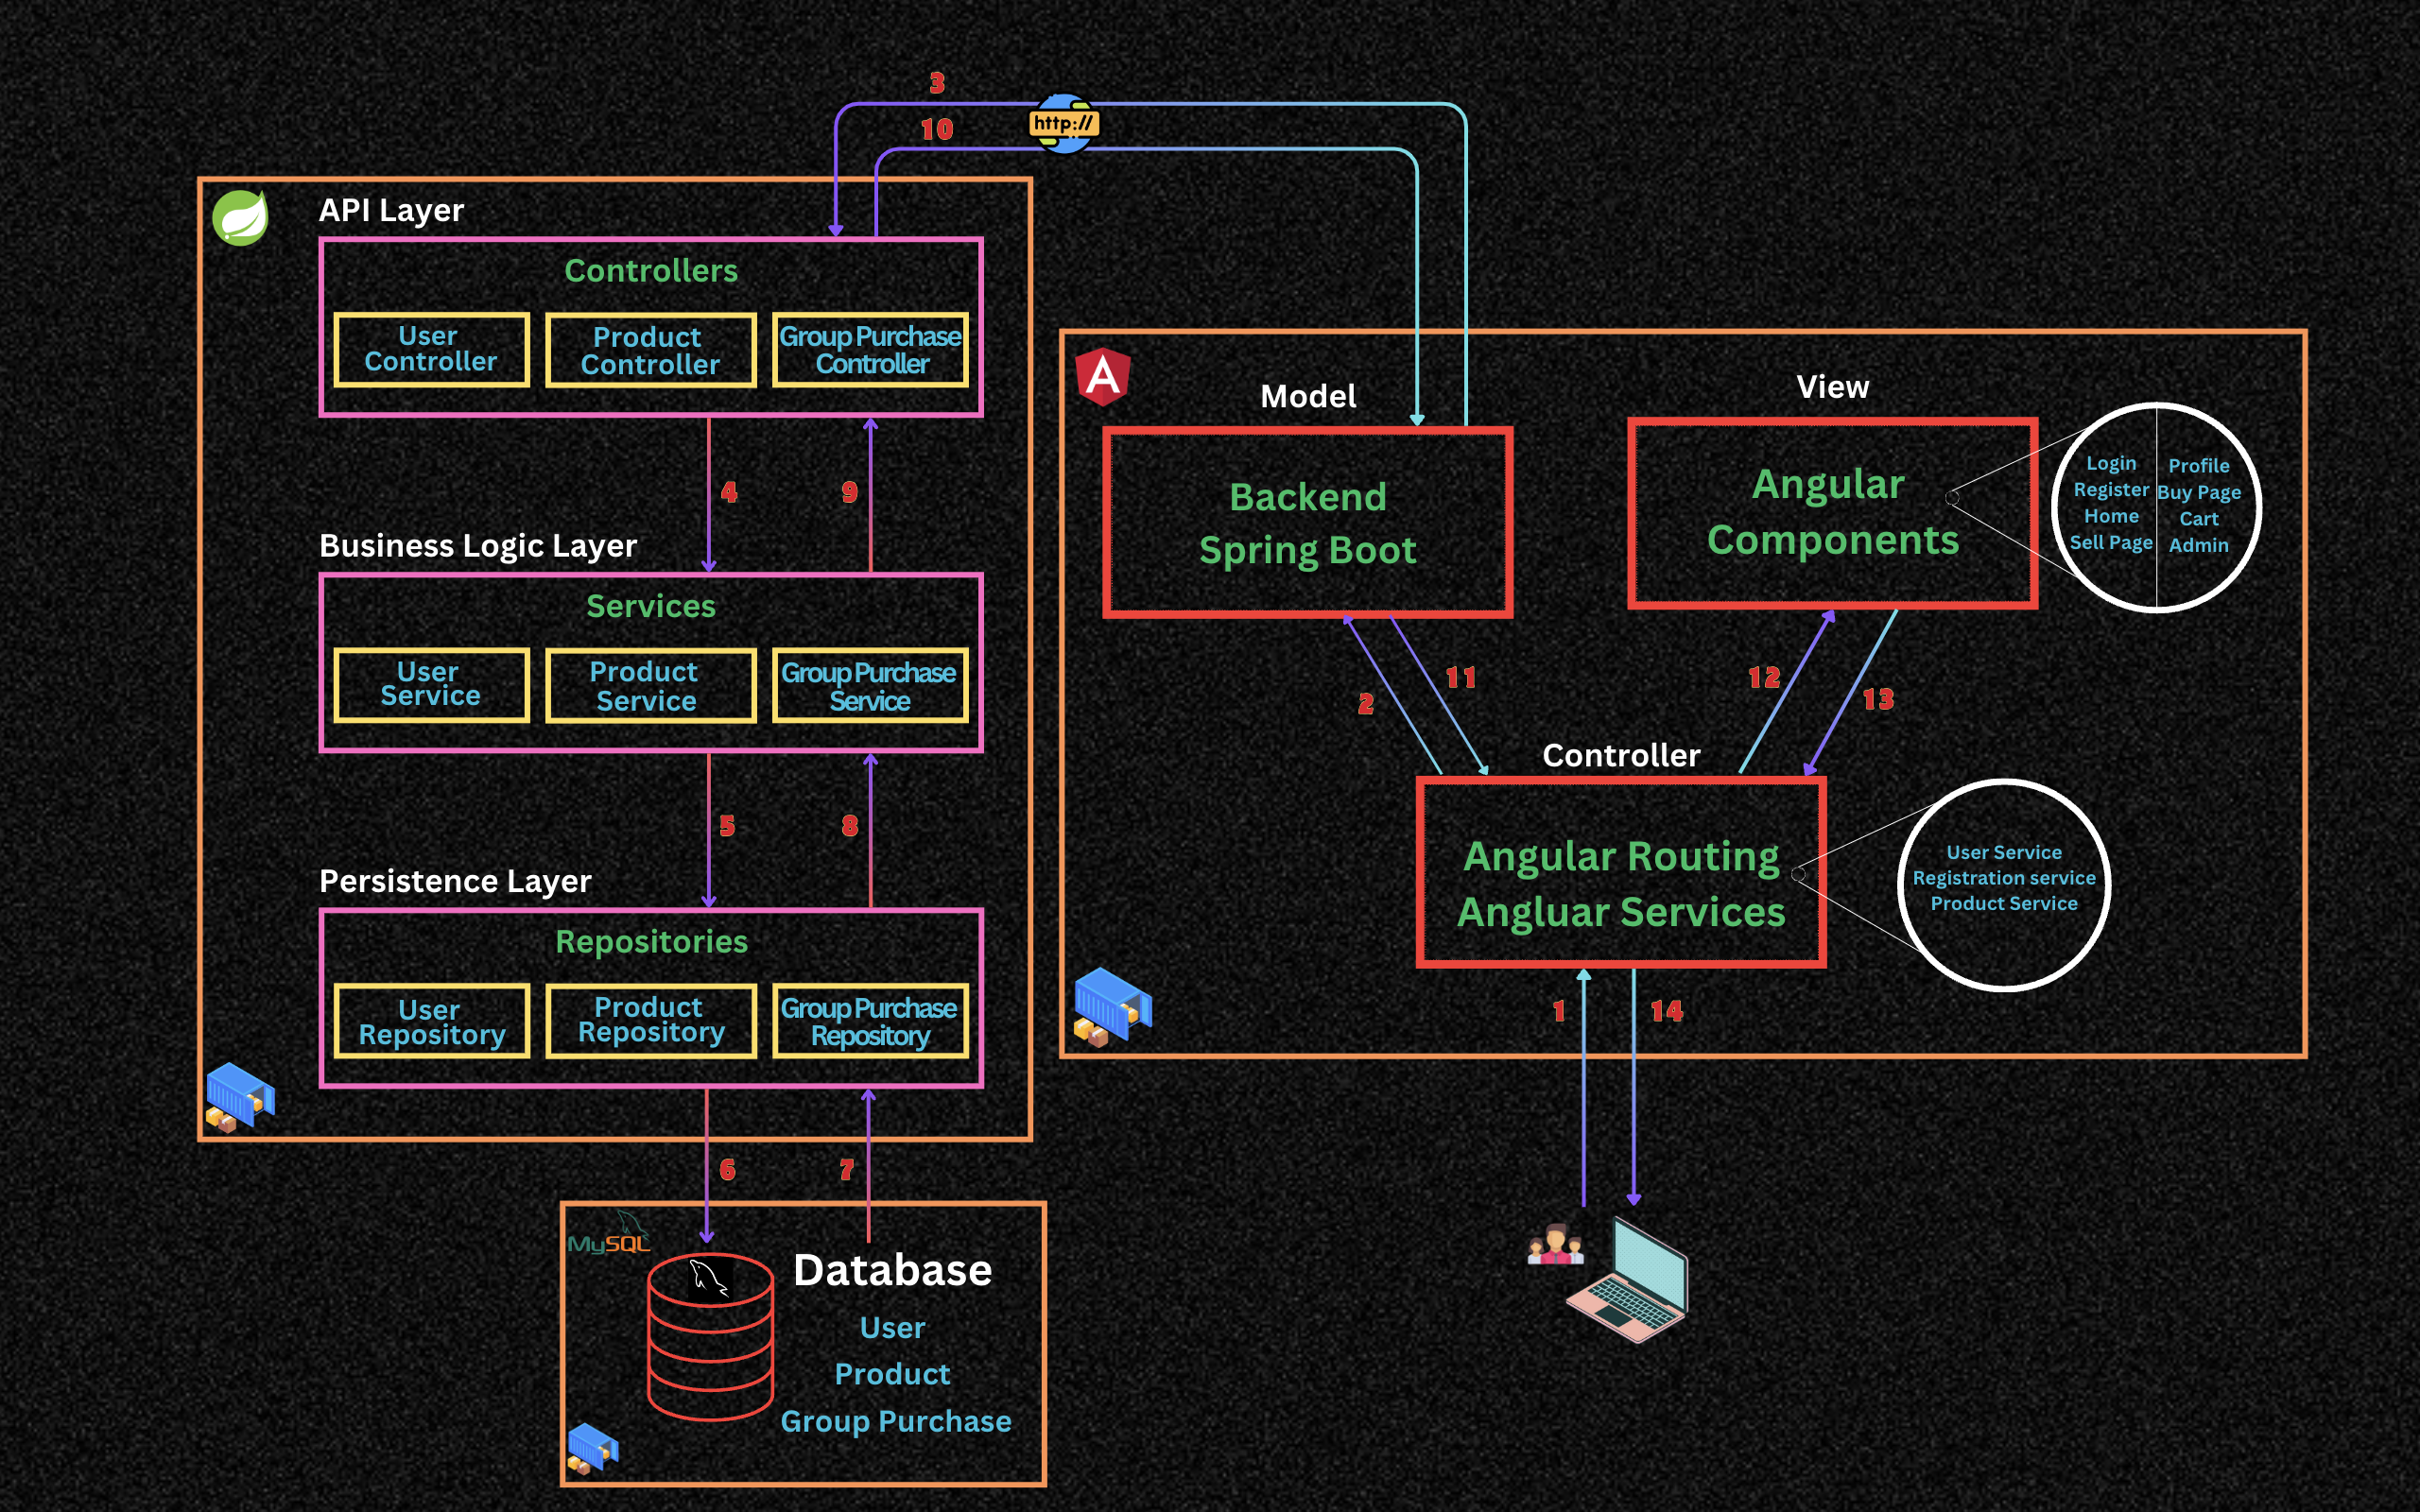 3
10
http://
API Layer
Controllers
User
Controller
Product
Controller
Group Purchase
Controller
4
9
Business Logic Layer
Services
User
Service
Product
Service
Group Purchase
Service
5
8
Persistence Layer
Repositories
User
Repository
Product
Repository
Group Purchase
Repository
6
7
MySQL
Database
User
Product
Group Purchase
A
Model
Backend
Spring Boot
View
Angular
Components
Login
Register
Home
Sell Page
Profile
Buy Page
Cart
Admin
2
11
12
13
Controller
Angular Routing
Angluar Services
User Service
Registration service
Product Service
1
14